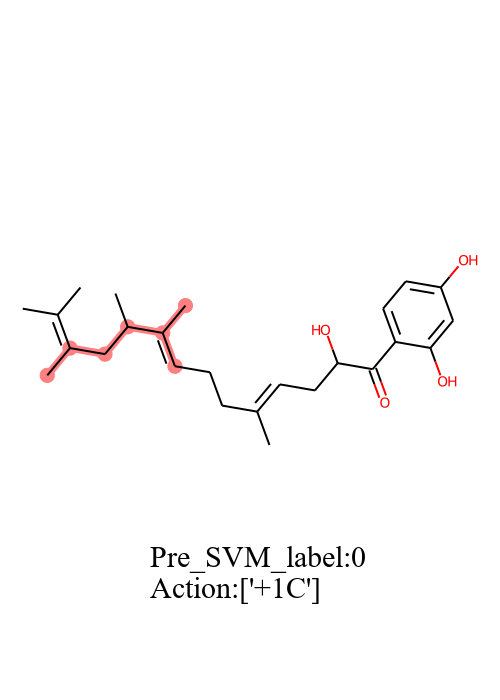 OH
HO
OH
O
Pre_SVM_label:0
Action:['+1C']